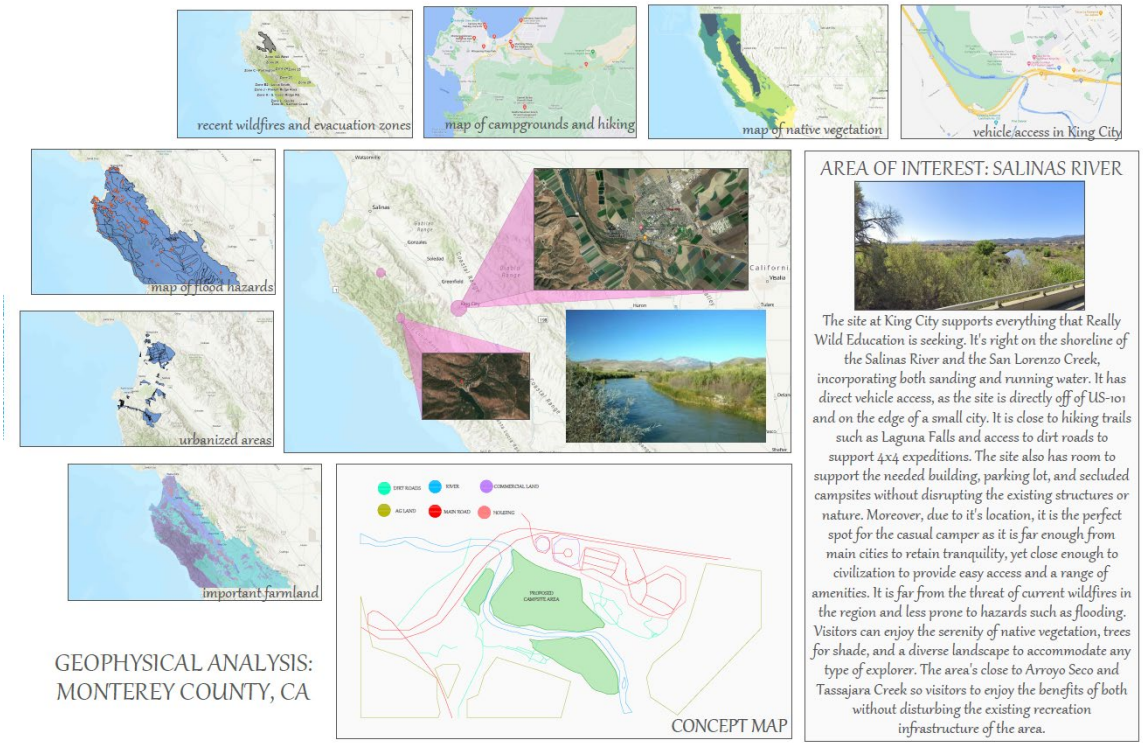 recent wildfires and evacuation zones
map of campgrounds and hiking
map of native vegetation
vehicle access in King City
map of flood hazards
urbanized areas
important farmland
Watsonville
Salinas
Gonzales
Soledad
Greenfield
King City
Coastal Range
Huron
Visalia
Tulare
California
AREA OF INTEREST: SALINAS RIVER
The site at King City supports everything that Really
Wild Education is seeking. It's right on the shoreline of
the Salinas River and the San Lorenzo Creek,
incorporating both sanding and running water. It has
direct vehicle access, as the site is directly off of US-101
and on the edge of a small city. It is close to hiking trails
such as Laguna Falls and access to dirt roads to
support 4x4 expeditions. The site also has room to
support the needed building, parking lot, and secluded
campsites without disrupting the existing structures or
nature. Moreover, due to it's location, it is the perfect
spot for the casual camper as it is far enough from
main cities to retain tranquility, yet close enough to
civilization to provide easy access and a range of
amenities. It is far from the threat of current wildfires in
the region and less prone to hazards such as flooding.
Visitors can enjoy the serenity of native vegetation, trees
for shade, and a diverse landscape to accommodate any
type of explorer. The area's close to Arroyo Seco and
Tassajara Creek so visitors to enjoy the benefits of both
without disturbing the existing recreation
infrastructure of the area.
DIRT ROADS
RIVER
COMMERCIAL LAND
AG LAND
MAIN ROAD
HOUSING
PROPOSED
CAMPSITE AREA
CONCEPT MAP
GEOPHYSICAL ANALYSIS:
MONTEREY COUNTY, CA